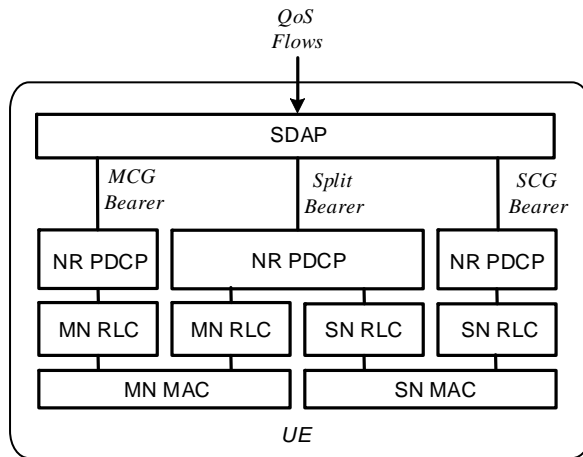 QoS
Flows
SDAP
MCG
Bearer
Split
Bearer
SCG
Bearer
NR PDCP
NR PDCP
NR PDCP
MN RLC
MN RLC
SN RLC
SN RLC
MN MAC
SN MAC
UE